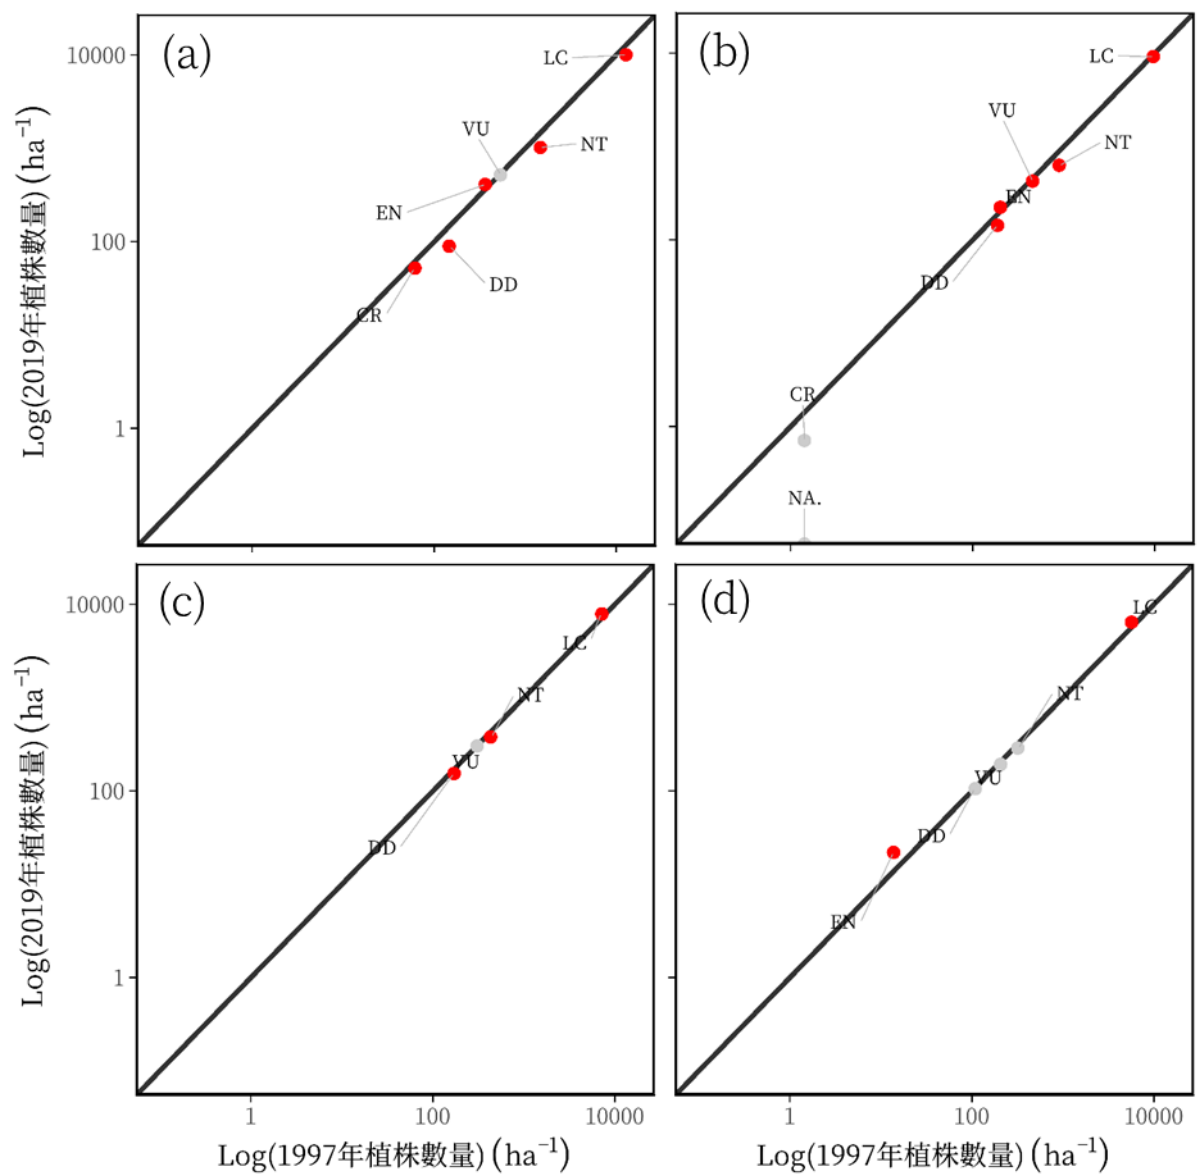 (a)
10000
LC
VU
NT
EN
100
DD
CR
1
Log(2019年植株數量) (ha⁻¹)
(b)
LC
VU
NT
EN
DD
CR
NA.
(c)
10000
LC
NT
VU
100
DD
1
Log(2019年植株數量) (ha⁻¹)
1
100
10000
Log(1997年植株數量) (ha⁻¹)
(d)
LC
NT
VU
DD
EN
1
100
10000
Log(1997年植株數量) (ha⁻¹)